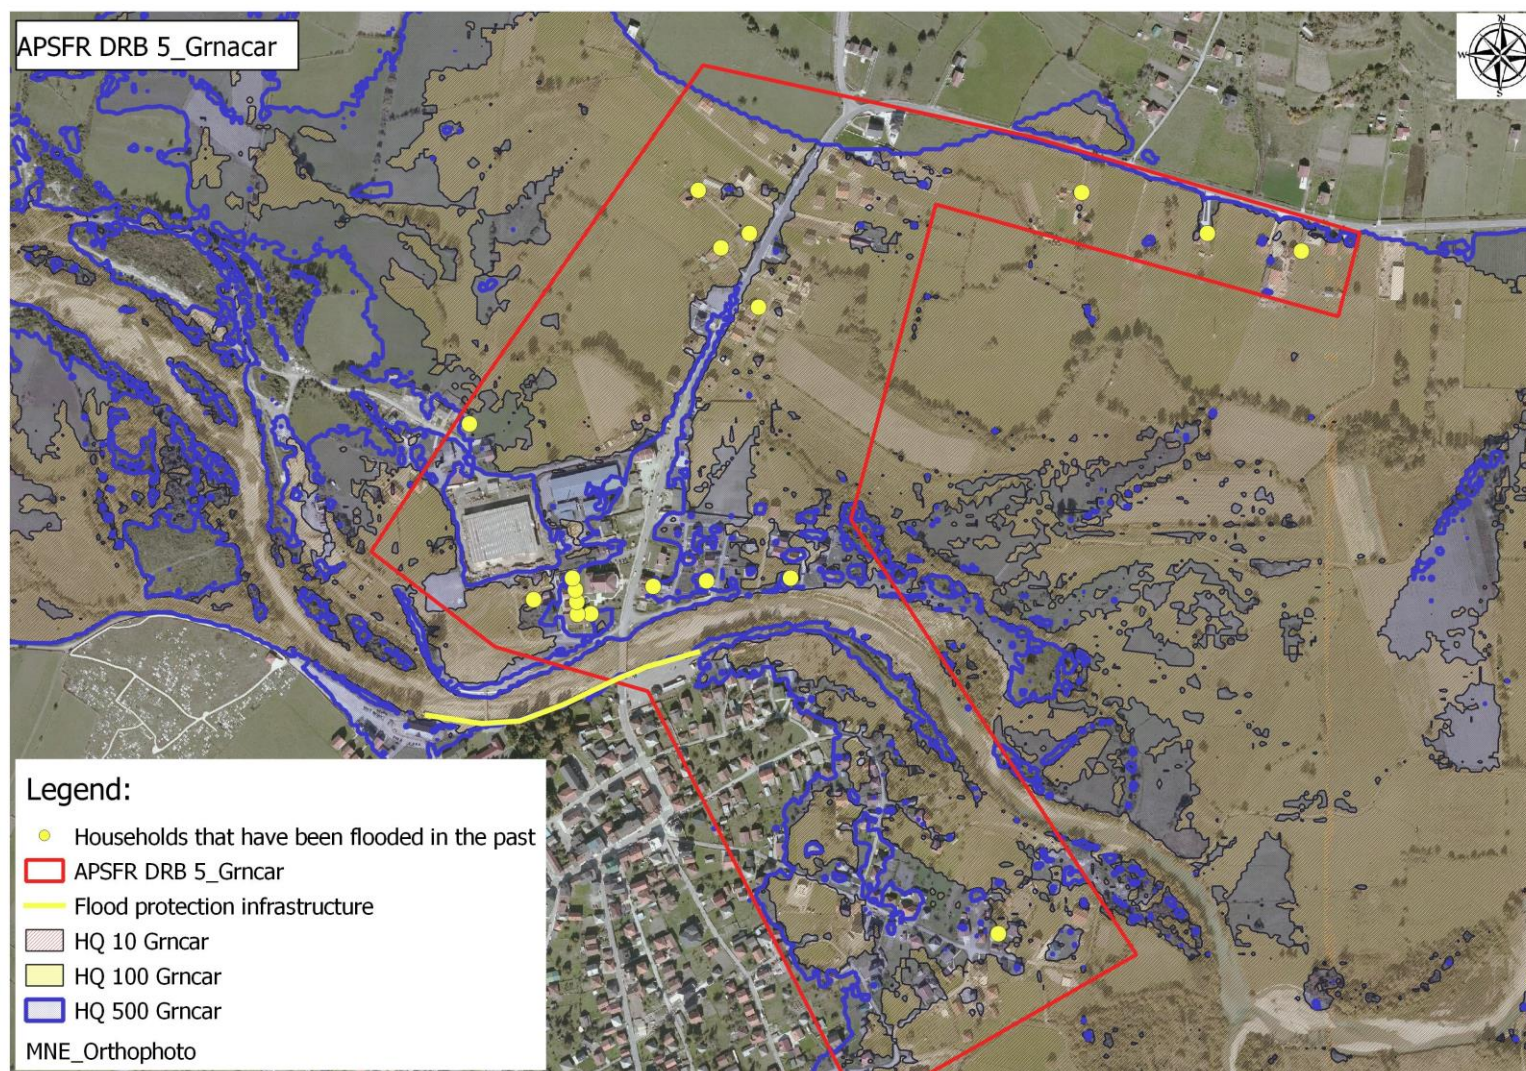 APSFR DRB 5_Grnacar
N
W
S
Legend:
Households that have been flooded in the past
APSFR DRB 5_Grncar
Flood protection infrastructure
HQ 10 Grncar
HQ 100 Grncar
HQ 500 Grncar
MNE_Orthophoto